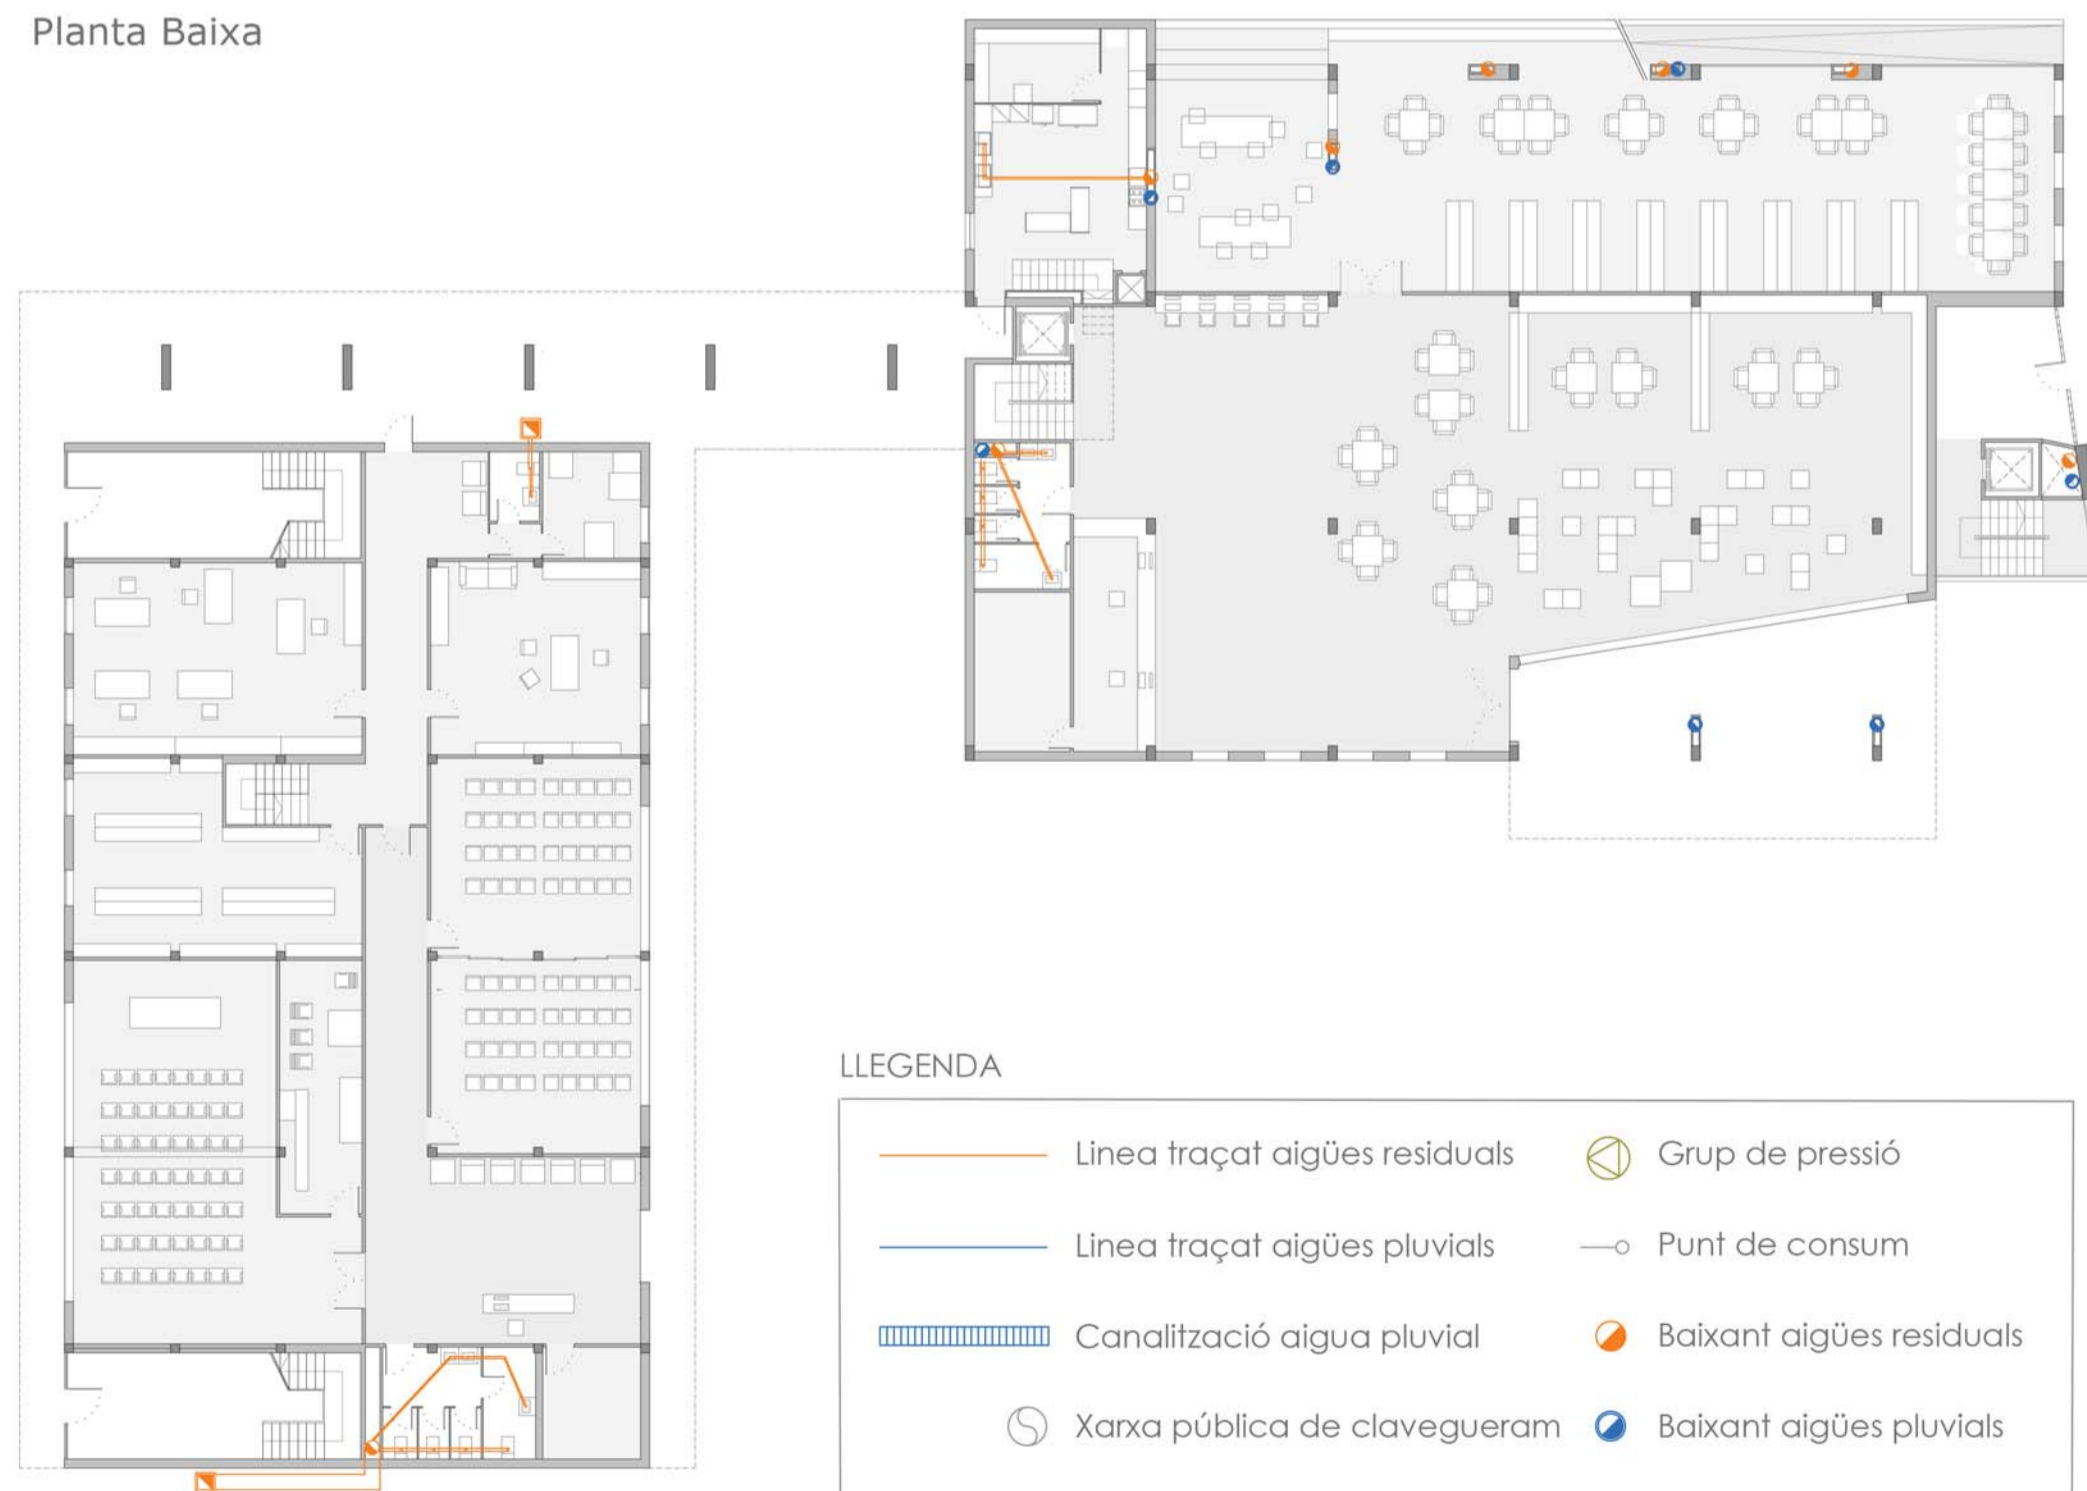 Planta Baixa
LLEGENDA
Linea traçat aigües residuals
Grup de pressió
Linea traçat aigües pluvials
Punt de consum
Canalització aigua pluvial
Baixant aigües residuals
Xarxa pública de clavegueram
Baixant aigües pluvials